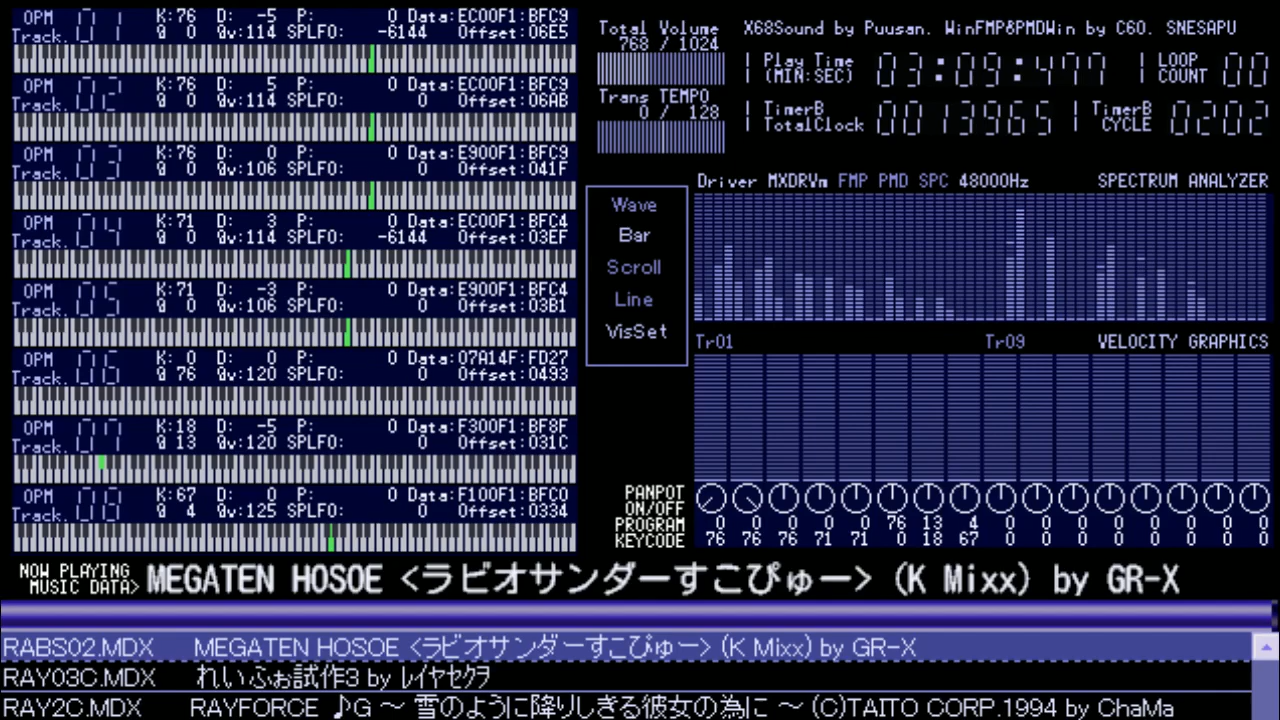 OPM K:76 D: -5 P: 0 Data:EC00F1:BFC9
Track. 01 @ 0 @v:114 SPLFO: -6144 Offset:06E5
OPM K:76 D: 5 P: 0 Data:EC00F1:BFC9
Track. 02 @ 0 @v:114 SPLFO: 0 Offset:06AB
OPM K:76 D: 0 P: 0 Data:E900F1:BFC9
Track. 03 @ 0 @v:106 SPLFO: 0 Offset:041F
OPM K:71 D: 3 P: 0 Data:EC00F1:BFC4
Track. 04 @ 0 @v:114 SPLFO: -6144 Offset:03EF
OPM K:71 D: -3 P: 0 Data:E900F1:BFC4
Track. 05 @ 0 @v:106 SPLFO: 0 Offset:03B1
OPM K: 0 D: 0 P: 0 Data:07A14F:FD27
Track. 06 @ 76 @v:120 SPLFO: 0 Offset:0493
OPM K:18 D: -5 P: 0 Data:F300F1:BF8F
Track. 07 @ 13 @v:120 SPLFO: 0 Offset:031C
OPM K:67 D: 0 P: 0 Data:F100F1:BFC0
Track. 08 @ 4 @v:125 SPLFO: 0 Offset:0334
Total Volume
768 / 1024
Trans TEMPO
0 / 128
X68Sound by Puusan. WinFMP&PMDWin by C60. SNESAPU
Play Time
(MIN:SEC) 03:09:477
LOOP
COUNT 00
TimerB
TotalClock 0013965
TimerB
CYCLE 0202
Wave
Bar
Scroll
Line
VisSet
Driver MXDRVm FMP PMD SPC 48000Hz SPECTRUM ANALYZER
Tr01 Tr09 VELOCITY GRAPHICS
PANPOT
ON/OFF
PROGRAM 0 0 0 0 0 76 13 4 0 0 0 0 0 0 0 0
KEYCODE 76 76 76 71 71 0 18 67 0 0 0 0 0 0 0 0
NOW PLAYING
MUSIC DATA> MEGATEN HOSOE <ラビオサンダーすこぴゅー> (K Mixx) by GR-X
RABS02.MDX MEGATEN HOSOE <ラビオサンダーすこぴゅー> (K Mixx) by GR-X
RAY03C.MDX れいふぉ試作3 by ﾚｲﾔｾｸｦ
RAY2C.MDX RAYFORCE ♪G ～ 雪のように降りしきる彼女の為に ～ (C)TAITO CORP.1994 by ChaMa